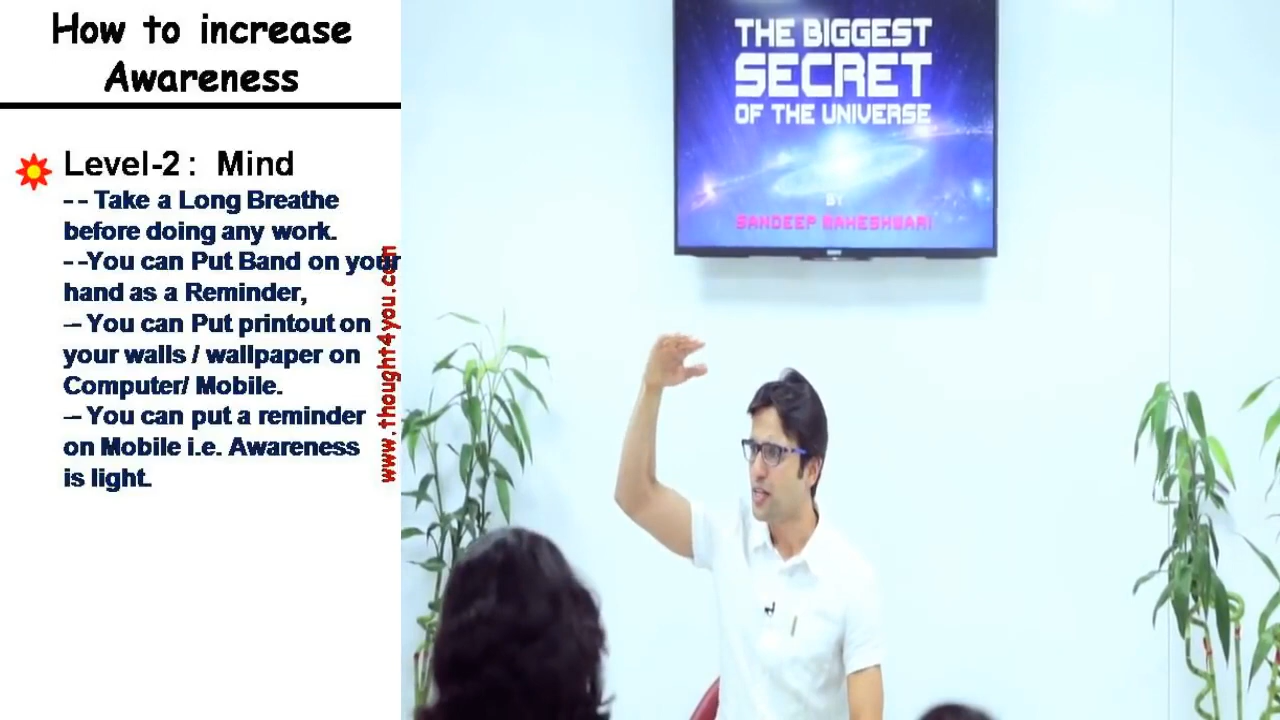 How to increase
Awareness
Level-2 : Mind
- - Take a Long Breathe
before doing any work.
- -You can Put Band on your
hand as a Reminder,
– You can Put printout on
your walls / wallpaper on
Computer/ Mobile.
– You can put a reminder
on Mobile i.e. Awareness
is light.
www.thought4you.com
THE BIGGEST
SECRET
OF THE UNIVERSE
BY
SANDEEP MAHESHWARI